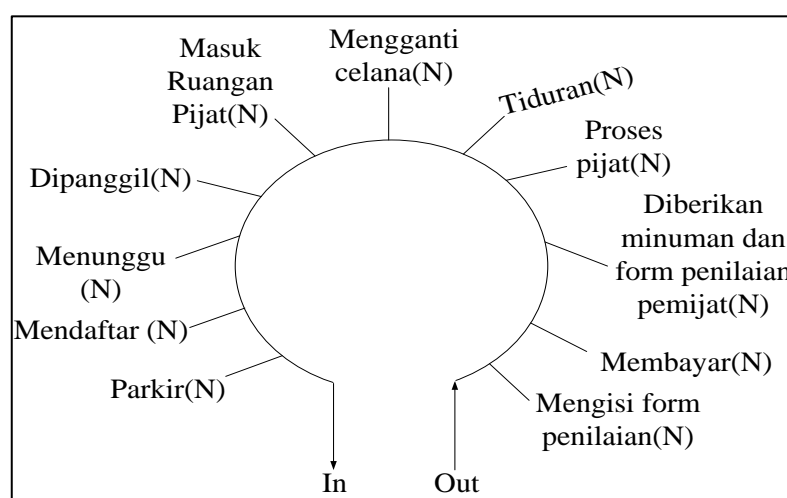 Masuk
Ruangan
Pijat(N)
Mengganti
celana(N)
Tiduran(N)
Proses
pijat(N)
Dipanggil(N)
Diberikan
minuman dan
form penilaian
pemijat(N)
Menunggu
(N)
Mendaftar (N)
Membayar(N)
Parkir(N)
Mengisi form
penilaian(N)
In
Out